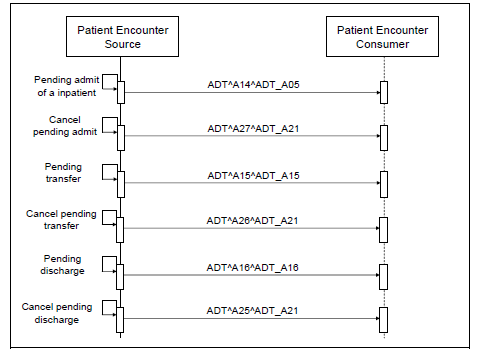 Patient Encounter
Source
Patient Encounter
Consumer
Pending admit
of a inpatient
ADT^A14^ADT_A05
Cancel
pending admit
ADT^A27^ADT_A21
Pending
transfer
ADT^A15^ADT_A15
Cancel pending
transfer
ADT^A26^ADT_A21
Pending
discharge
ADT^A16^ADT_A16
Cancel pending
discharge
ADT^A25^ADT_A21